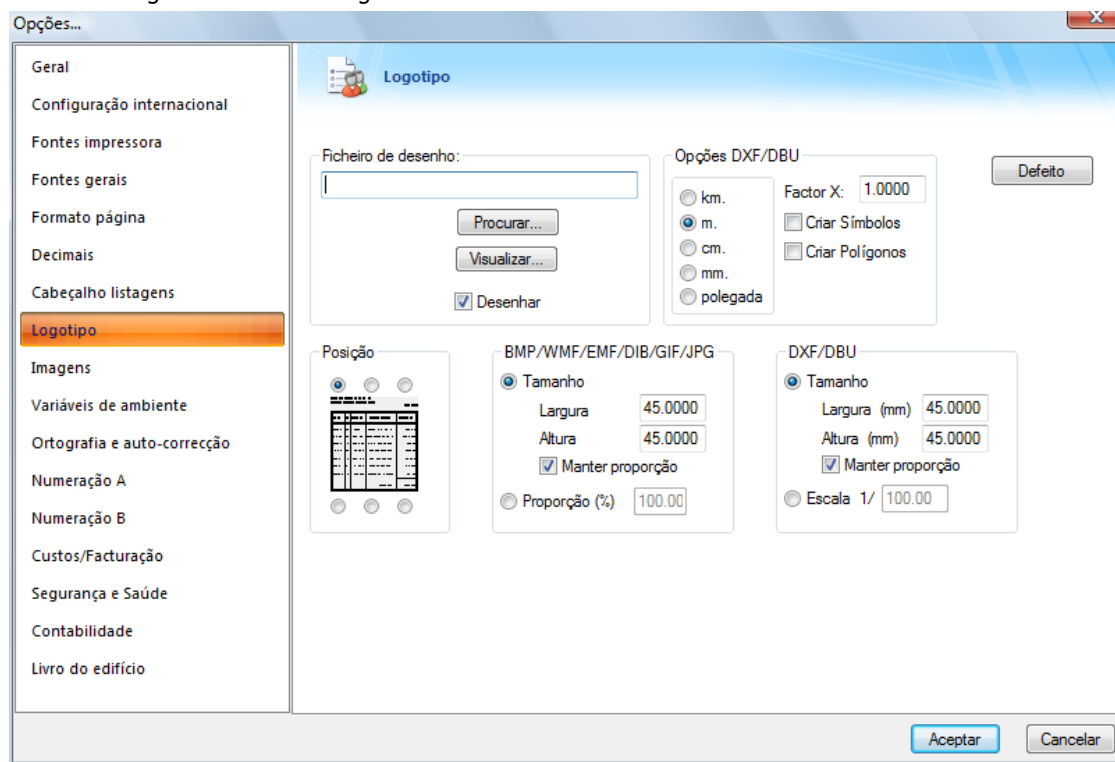 Opções...
Geral
Configuração internacional
Fontes impressora
Fontes gerais
Formato página
Decimais
Cabeçalho listagens
Logotipo
Imagens
Variáveis de ambiente
Ortografia e auto-correcção
Numeração A
Numeração B
Custos/Facturação
Segurança e Saúde
Contabilidade
Livro do edifício
Logotipo
Ficheiro de desenho:
Procurar...
Visualizar...
Desenhar
Opções DXF/DBU
km.
m.
cm.
mm.
polegada
Factor X: 1.0000
Criar Símbolos
Criar Polígonos
Defeito
Posição
BMP/WMF/EMF/DIB/GIF/JPG
Tamanho
Largura 45.0000
Altura 45.0000
Manter proporção
Proporção (%) 100.00
DXF/DBU
Tamanho
Largura (mm) 45.0000
Altura (mm) 45.0000
Manter proporção
Escala 1/ 100.00
Aceptar
Cancelar